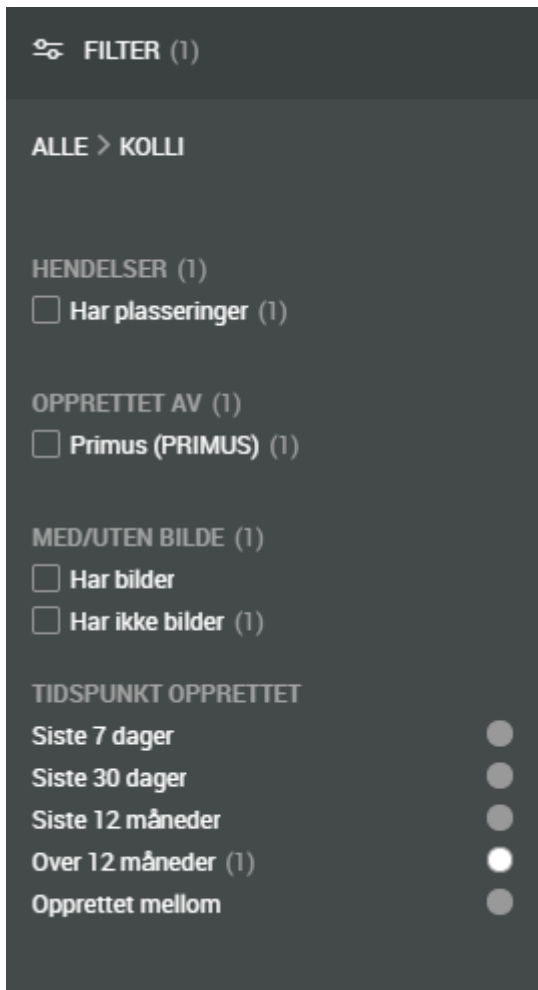 FILTER (1)
ALLE > KOLLI
HENDELSER (1)
Har plasseringer (1)
OPPRETTET AV (1)
Primus (PRIMUS) (1)
MED/UTEN BILDE (1)
Har bilder
Har ikke bilder (1)
TIDSPUNKT OPPRETTET
Siste 7 dager
Siste 30 dager
Siste 12 måneder
Over 12 måneder (1)
Opprettet mellom